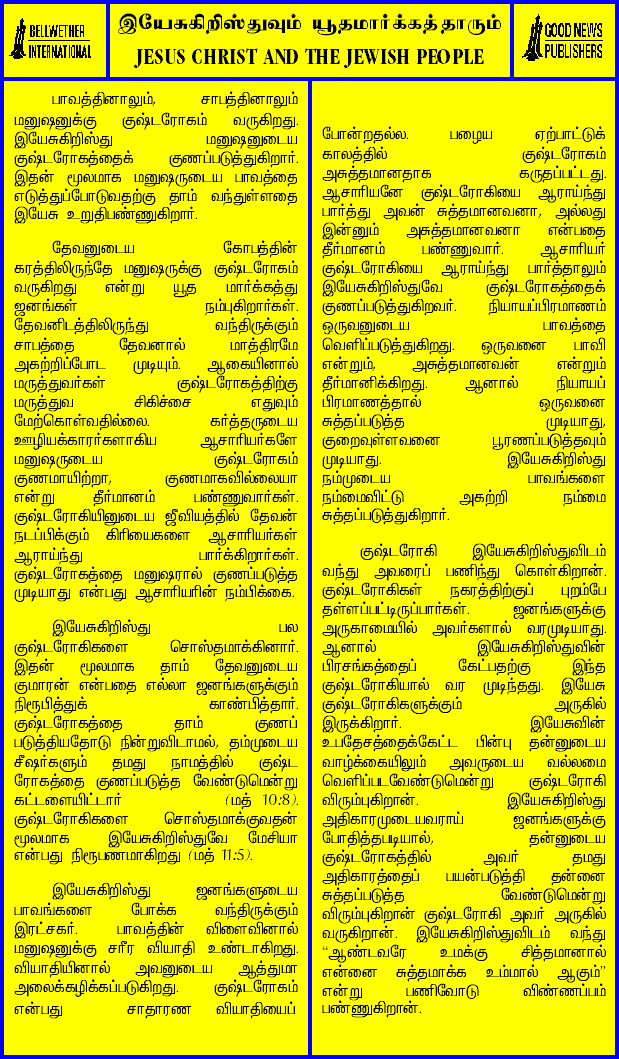 BELLWETHER
INTERNATIONAL
இயேசுகிறிஸ்துவும் யூதமார்க்கத்தாரும்
JESUS CHRIST AND THE JEWISH PEOPLE
GOOD NEWS
PUBLISHERS
பாவத்தினாலும், சாபத்தினாலும்
மனுஷனுக்கு குஷ்டரோகம் வருகிறது.
இயேசுகிறிஸ்து மனுஷனுடைய
குஷ்டரோகத்தைக் குணப்படுத்துகிறார்.
இதன் மூலமாக மனுஷருடைய பாவத்தை
எடுத்துப்போடுவதற்கு தாம் வந்துள்ளதை
இயேசு உறுதிபண்ணுகிறார்.
தேவனுடைய கோபத்தின்
கரத்திலிருந்தே மனுஷருக்கு குஷ்டரோகம்
வருகிறது என்று யூத மார்க்கத்து
ஜனங்கள் நம்புகிறார்கள்.
தேவனிடத்திலிருந்து வந்திருக்கும்
சாபத்தை தேவனால் மாத்திரமே
அகற்றிப்போட முடியும். ஆகையினால்
மருத்துவர்கள் குஷ்டரோகத்திற்கு
மருத்துவ சிகிச்சை எதுவும்
மேற்கொள்வதில்லை. கர்த்தருடைய
ஊழியக்காரர்களாகிய ஆசாரியர்களே
மனுஷருடைய குஷ்டரோகம்
குணமாயிற்றா, குணமாகவில்லையா
என்று தீர்மானம் பண்ணுவார்கள்.
குஷ்டரோகியினுடைய ஜீவியத்தில் தேவன்
நடப்பிக்கும் கிரியைகளை ஆசாரியர்கள்
ஆராய்ந்து பார்க்கிறார்கள்.
குஷ்டரோகத்தை மனுஷரால் குணப்படுத்த
முடியாது என்பது ஆசாரியரின் நம்பிக்கை.
இயேசுகிறிஸ்து பல
குஷ்டரோகிகளை சொஸ்தமாக்கினார்.
இதன் மூலமாக தாம் தேவனுடைய
குமாரன் என்பதை எல்லா ஜனங்களுக்கும்
நிரூபித்துக் காண்பித்தார்.
குஷ்டரோகத்தை தாம் குணப்
படுத்தியதோடு நின்றுவிடாமல், தம்முடைய
சீஷர்களும் தமது நாமத்தில் குஷ்ட
ரோகத்தை குணப்படுத்த வேண்டுமென்று
கட்டளையிட்டார் (மத் 10:8).
குஷ்டரோகிகளை சொஸ்தமாக்குவதன்
மூலமாக இயேசுகிறிஸ்துவே மேசியா
என்பது நிரூபணமாகிறது (மத் 11:5).
இயேசுகிறிஸ்து ஜனங்களுடைய
பாவங்களை போக்க வந்திருக்கும்
இரட்சகர். பாவத்தின் விளைவினால்
மனுஷனுக்கு சரீர வியாதி உண்டாகிறது.
வியாதியினால் அவனுடைய ஆத்துமா
அலைக்கழிக்கப்படுகிறது. குஷ்டரோகம்
என்பது சாதாரண வியாதியைப்
போன்றதல்ல. பழைய ஏற்பாட்டுக்
காலத்தில் குஷ்டரோகம்
அசுத்தமானதாக கருதப்பட்டது.
ஆசாரியனே குஷ்டரோகியை ஆராய்ந்து
பார்த்து அவன் சுத்தமானவனா, அல்லது
இன்னும் அசுத்தமானவனா என்பதை
தீர்மானம் பண்ணுவார். ஆசாரியர்
குஷ்டரோகியை ஆராய்ந்து பார்த்தாலும்
இயேசுகிறிஸ்துவே குஷ்டரோகத்தைக்
குணப்படுத்துகிறவர். நியாயப்பிரமாணம்
ஒருவனுடைய பாவத்தை
வெளிப்படுத்துகிறது. ஒருவனை பாவி
என்றும், அசுத்தமானவன் என்றும்
தீர்மானிக்கிறது. ஆனால் நியாயப்
பிரமாணத்தால் ஒருவனை
சுத்தப்படுத்த முடியாது,
குறைவுள்ளவனை பூரணப்படுத்தவும்
முடியாது. இயேசுகிறிஸ்து
நம்முடைய பாவங்களை
நம்மைவிட்டு அகற்றி நம்மை
சுத்தப்படுத்துகிறார்.
குஷ்டரோகி இயேசுகிறிஸ்துவிடம்
வந்து அவரைப் பணிந்து கொள்கிறான்.
குஷ்டரோகிகள் நகரத்திற்குப் புறம்பே
தள்ளப்பட்டிருப்பார்கள். ஜனங்களுக்கு
அருகாமையில் அவர்களால் வரமுடியாது.
ஆனால் இயேசுகிறிஸ்துவின்
பிரசங்கத்தைப் கேட்பதற்கு இந்த
குஷ்டரோகியால் வர முடிந்தது. இயேசு
குஷ்டரோகிகளுக்கும் அருகில்
இருக்கிறார். இயேசுவின்
உபதேசத்தைக்கேட்ட பின்பு தன்னுடைய
வாழ்க்கையிலும் அவருடைய வல்லமை
வெளிப்படவேண்டுமென்று குஷ்டரோகி
விரும்புகிறான். இயேசுகிறிஸ்து
அதிகாரமுடையவராய் ஜனங்களுக்கு
போதித்தபடியால், தன்னுடைய
குஷ்டரோகத்தில் அவர் தமது
அதிகாரத்தைப் பயன்படுத்தி தன்னை
சுத்தப்படுத்த வேண்டுமென்று
விரும்புகிறான் குஷ்டரோகி அவர் அருகில்
வருகிறான். இயேசுகிறிஸ்துவிடம் வந்து
“ஆண்டவரே உமக்கு சித்தமானால்
என்னை சுத்தமாக்க உம்மால் ஆகும்”
என்று பணிவோடு விண்ணப்பம்
பண்ணுகிறான்.